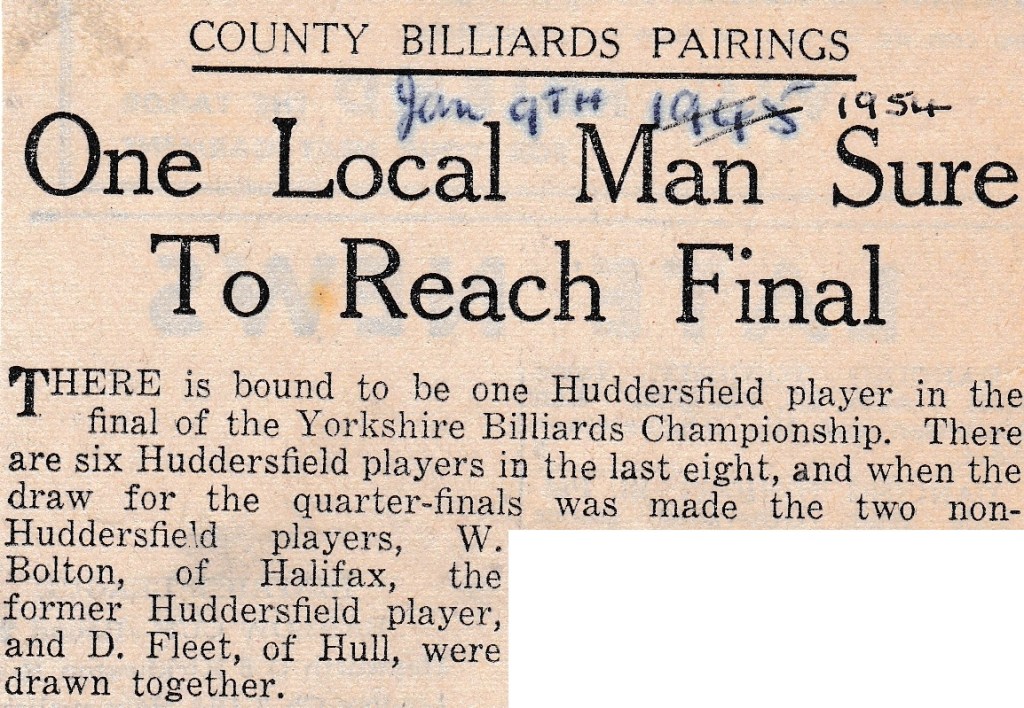 COUNTY BILLIARDS PAIRINGS
Jan 9TH 1945 1954
One Local Man Sure
To Reach Final
THERE is bound to be one Huddersfield player in the
final of the Yorkshire Billiards Championship. There
are six Huddersfield players in the last eight, and when the
draw for the quarter-finals was made the two non-
Huddersfield players, W.
Bolton, of Halifax, the
former Huddersfield player,
and D. Fleet, of Hull, were
drawn together.